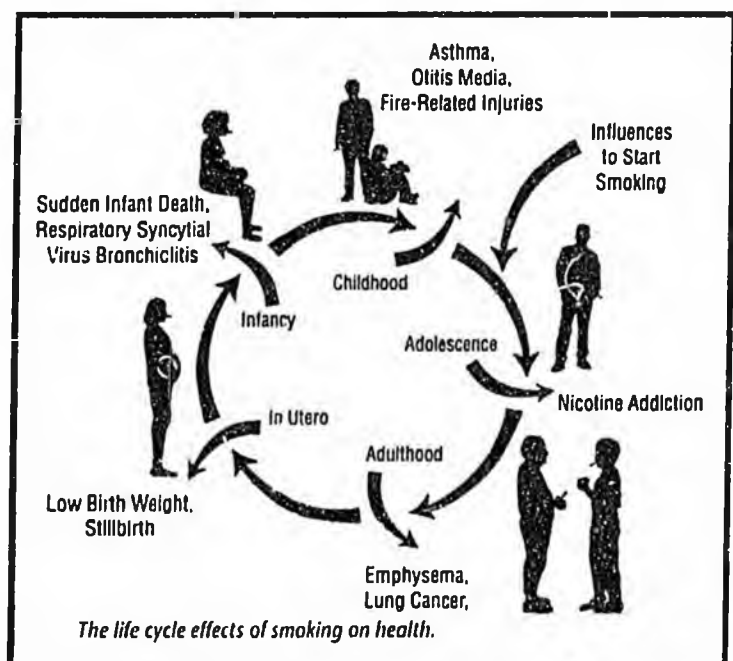 Asthma,
Otitis Media,
Fire-Related Injuries
Influences
to Start
Smoking
Sudden Infant Death,
Respiratory Syncytial
Virus Bronchiclitis
Childhood
Infancy
Adolescence
Nicotine Addiction
In Utero
Adulthood
Low Birth Weight,
Stillbirth
Emphysema,
Lung Cancer,
The life cycle effects of smoking on health.